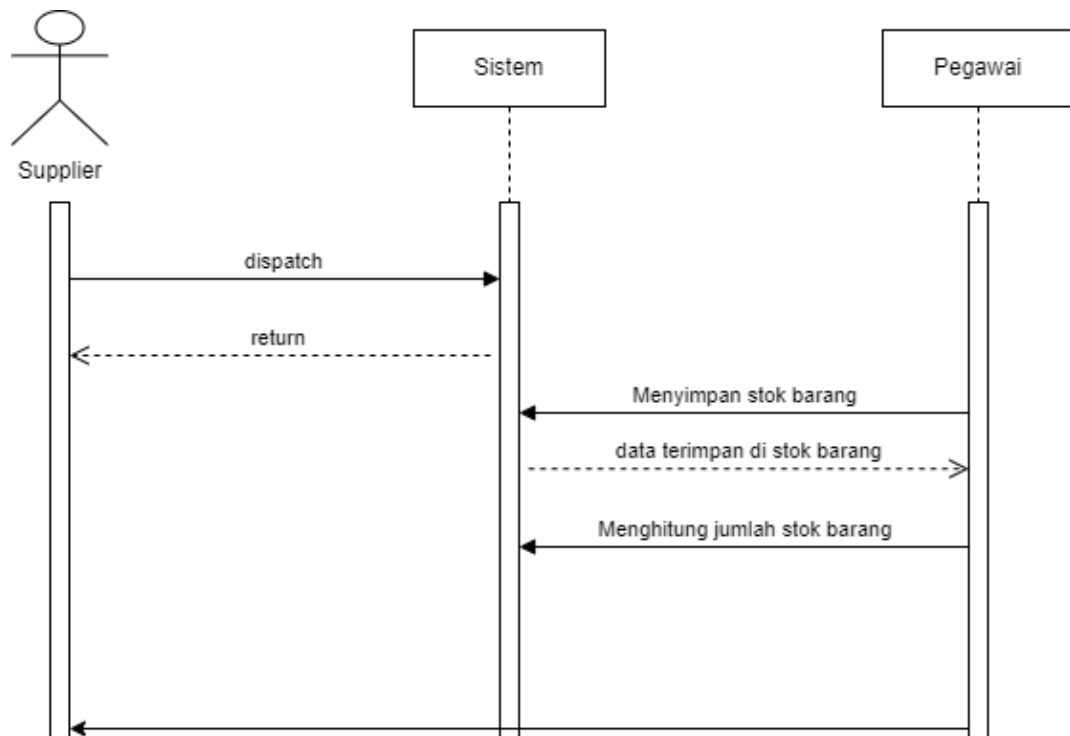 Supplier
Sistem
Pegawai
dispatch
return
Menyimpan stok barang
data terimpan di stok barang
Menghitung jumlah stok barang